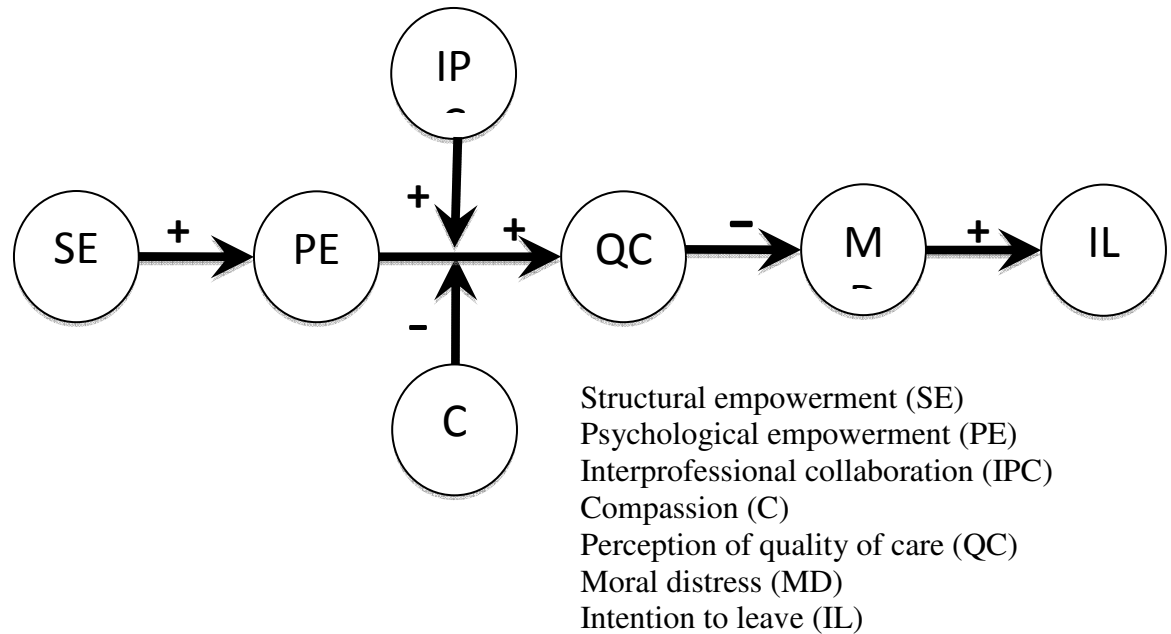 IP
+
+
-
+
+
SE
PE
QC
M
IL
-
C
Structural empowerment (SE)
Psychological empowerment (PE)
Interprofessional collaboration (IPC)
Compassion (C)
Perception of quality of care (QC)
Moral distress (MD)
Intention to leave (IL)